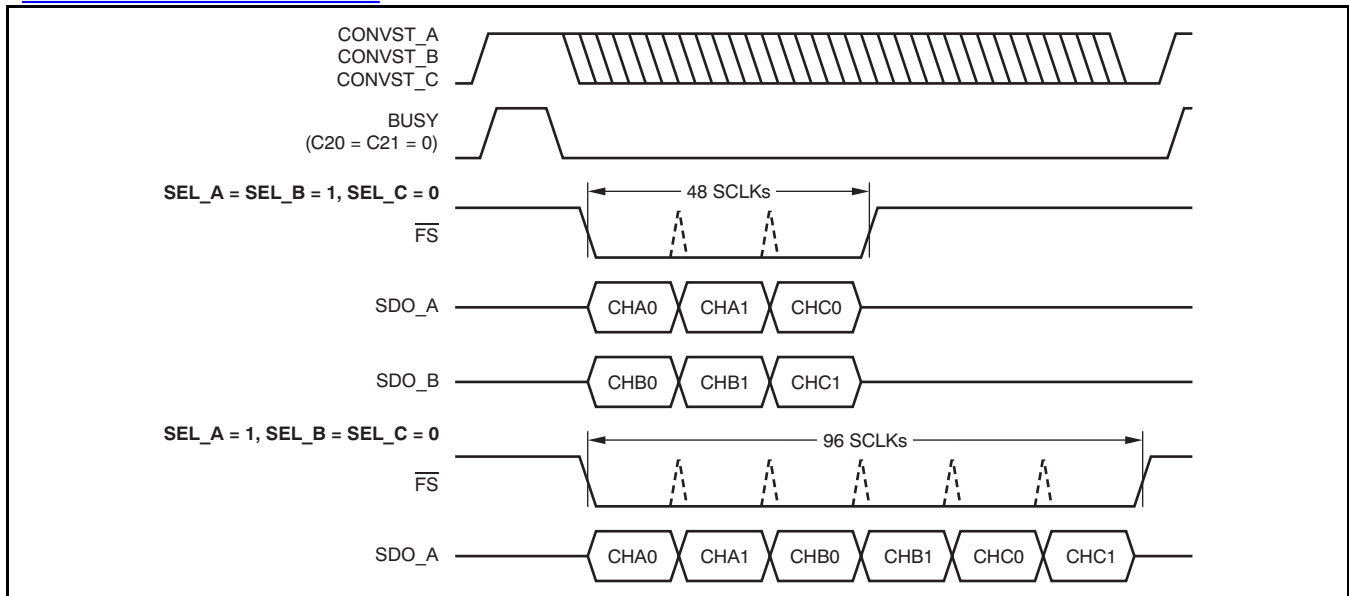 CONVST_A
CONVST_B
CONVST_C
BUSY
(C20 = C21 = 0)
SEL_A = SEL_B = 1, SEL_C = 0
48 SCLKs
FS
SDO_A
CHA0 CHA1 CHC0
SDO_B
CHB0 CHB1 CHC1
SEL_A = 1, SEL_B = SEL_C = 0
96 SCLKs
FS
SDO_A
CHA0 CHA1 CHB0 CHB1 CHC0 CHC1